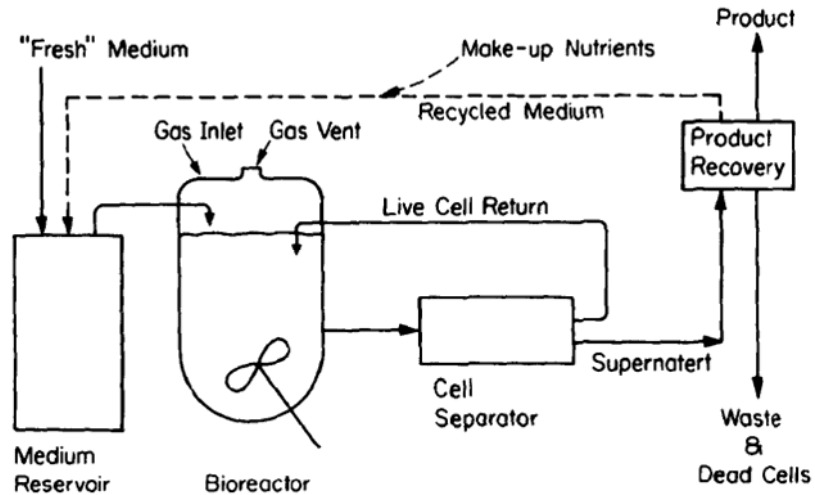 Product
"Fresh" Medium
Make-up Nutrients
Recycled Medium
Gas Inlet
Gas Vent
Product
Recovery
Live Cell Return
Supernatert
Cell
Separator
Waste
&
Dead Cells
Medium
Reservoir
Bioreactor